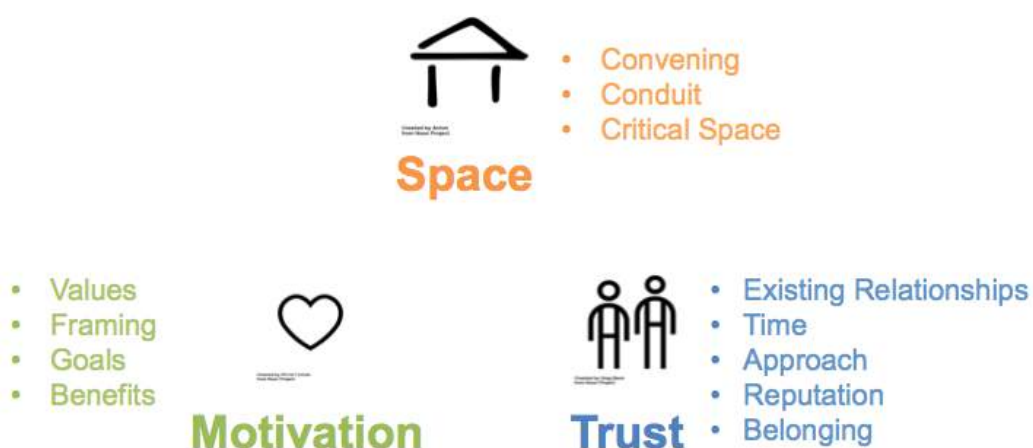 • Convening
• Conduit
• Critical Space
Space
• Values
• Framing
• Goals
• Benefits
Motivation
• Existing Relationships
• Time
• Approach
• Reputation
• Belonging
Trust